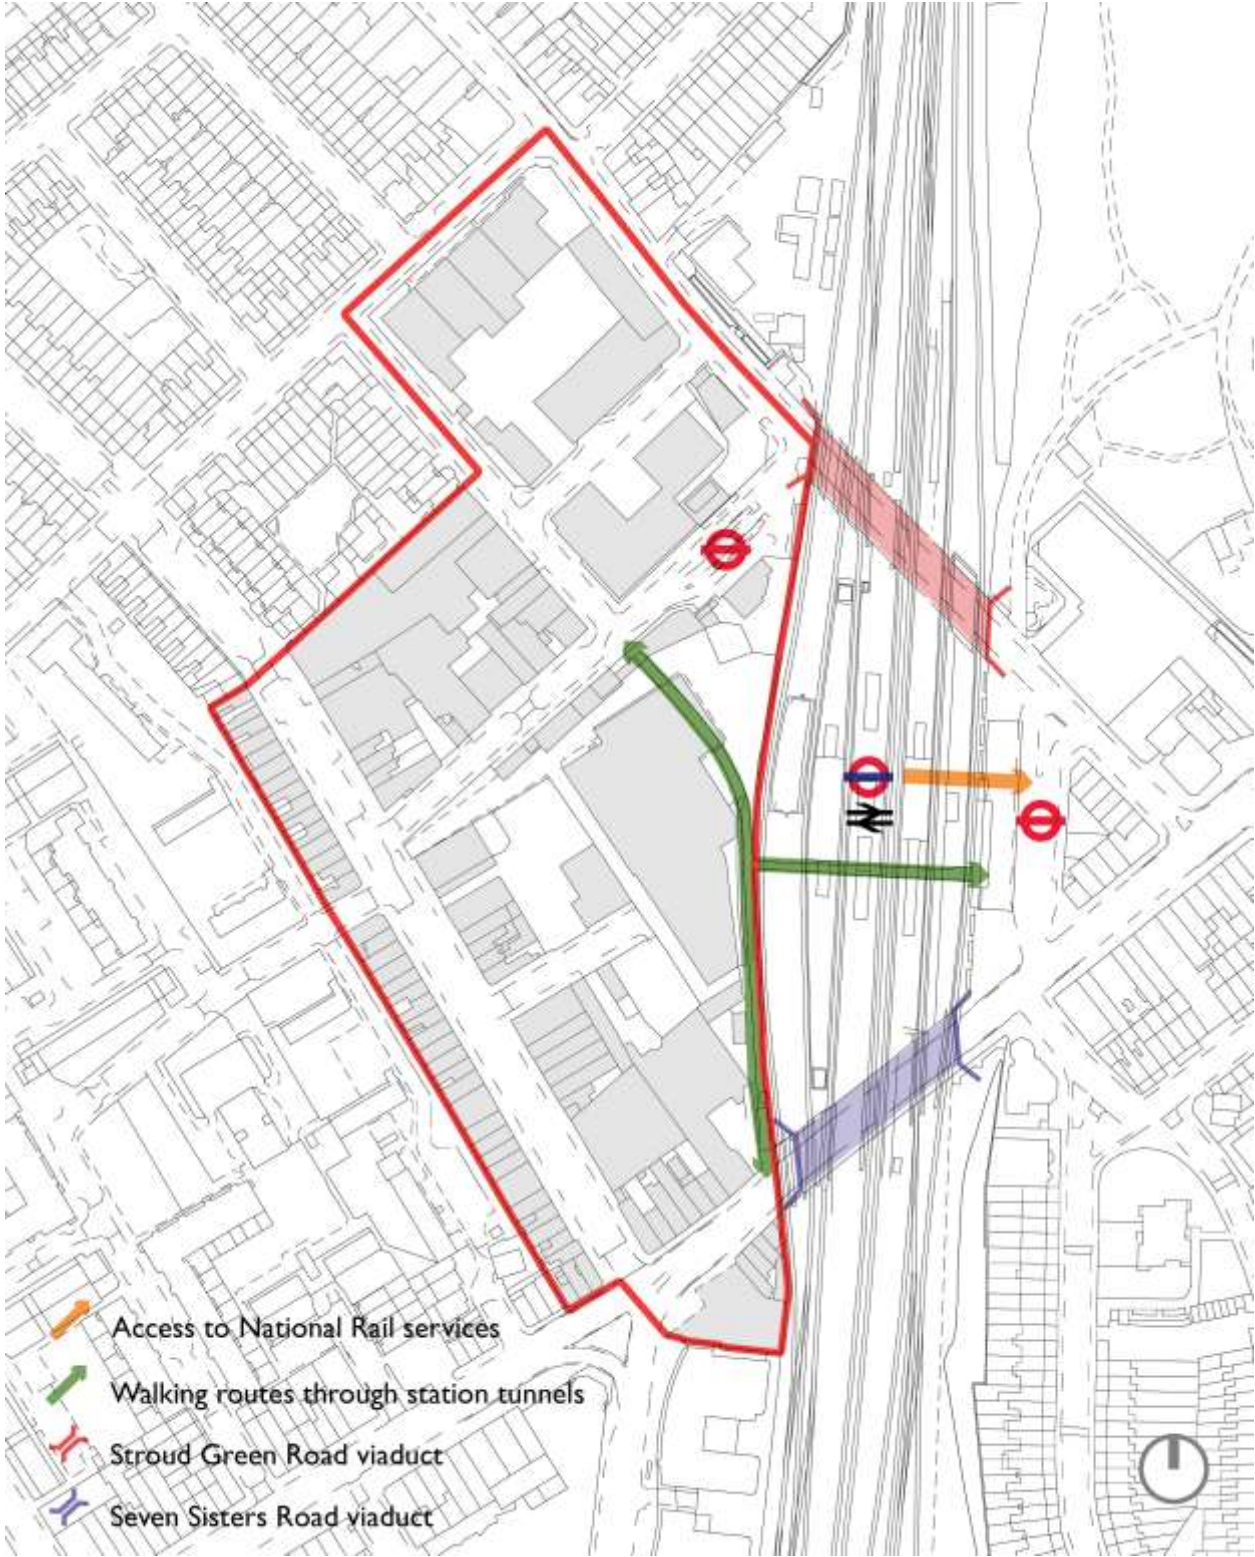 Access to National Rail services
Walking routes through station tunnels
Stroud Green Road viaduct
Seven Sisters Road viaduct